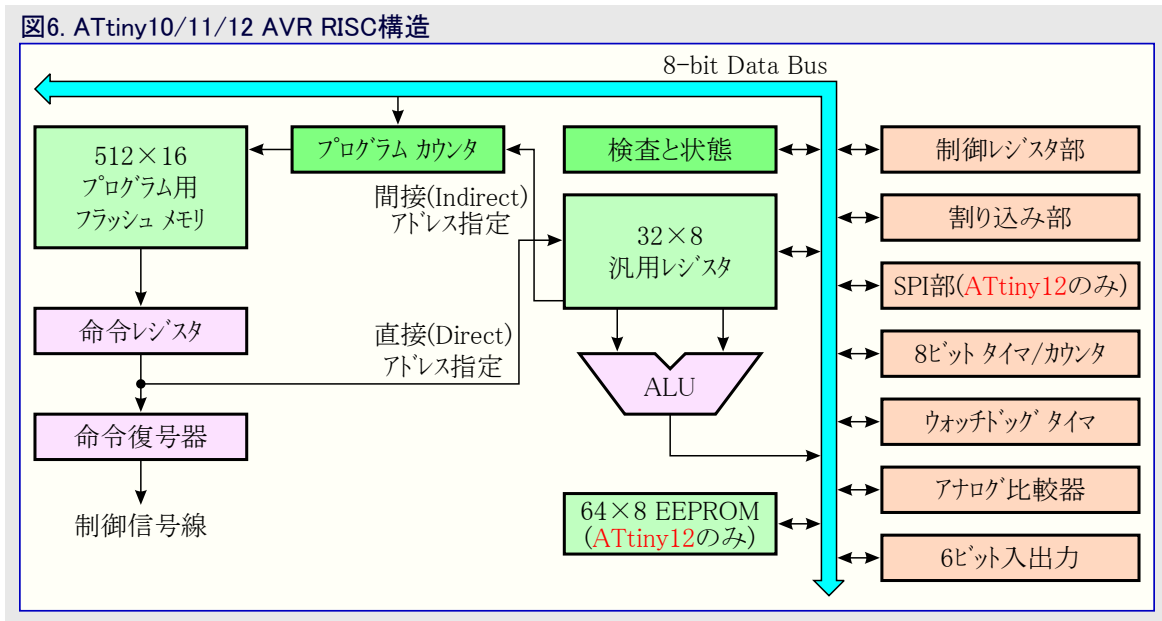 図6. ATtiny10/11/12 AVR RISC構造
8-bit Data Bus
512×16
プログラム用
フラッシュ メモリ
プログラム カウンタ
検査と状態
制御レジスタ部
間接(Indirect)
アドレス指定
32×8
汎用レジスタ
割り込み部
SPI部(ATtiny12のみ)
命令レジスタ
直接(Direct)
アドレス指定
8ビット タイマ/カウンタ
ALU
命令復号器
ウォッチドッグ タイマ
アナログ比較器
64×8 EEPROM
(ATtiny12のみ)
制御信号線
6ビット入出力